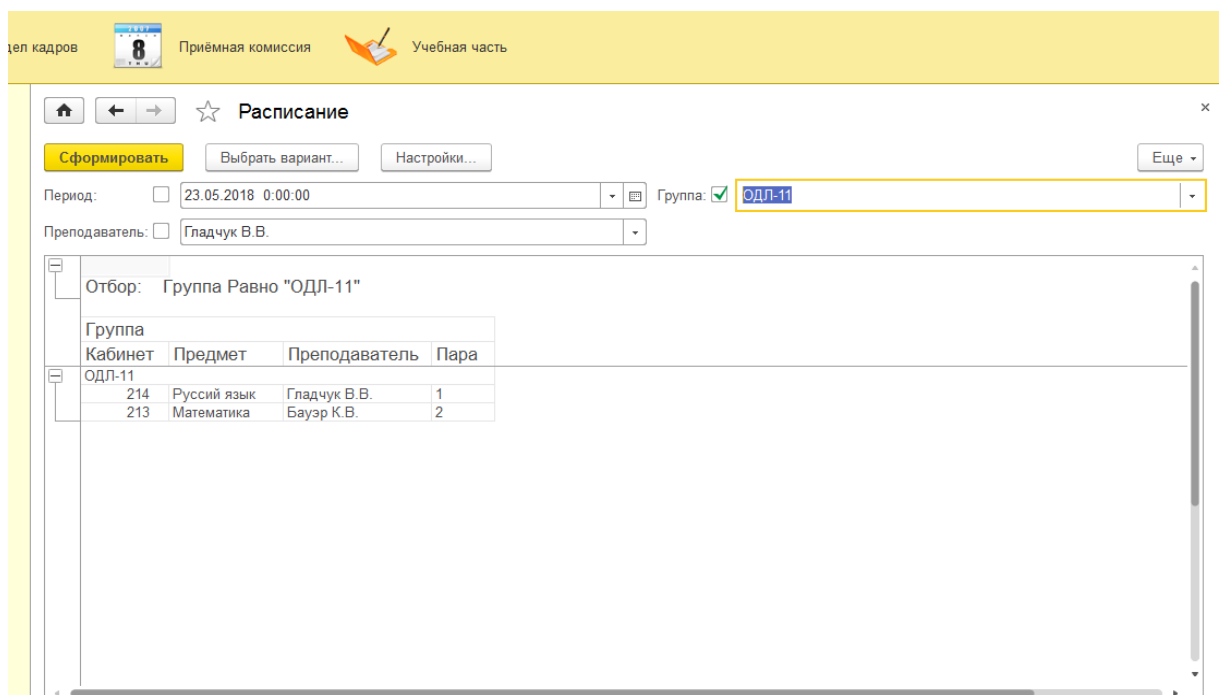 дел кадров Приёмная комиссия Учебная часть
Расписание
Сформировать Выбрать вариант... Настройки... Еще
Период: 23.05.2018 0:00:00 Группа: ОДЛ-11
Преподаватель: Гладчук В.В.
Отбор: Группа Равно "ОДЛ-11"
Группа
Кабинет Предмет Преподаватель Пара
ОДЛ-11
214 Руссий язык Гладчук В.В. 1
213 Математика Бауэр К.В. 2